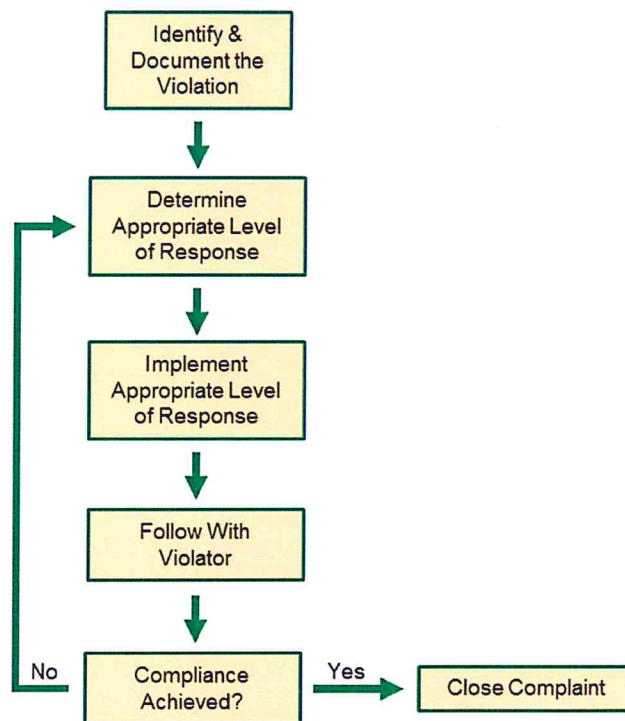 Identify &
Document the
Violation
Determine
Appropriate Level
of Response
Implement
Appropriate Level
of Response
Follow With
Violator
No
Compliance
Achieved?
Yes
Close Complaint